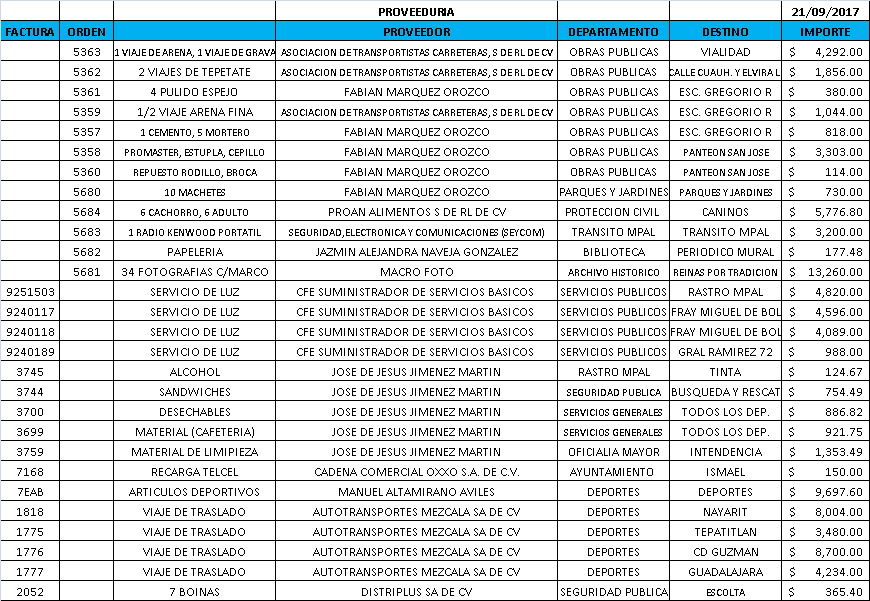 PROVEEDURIA 21/09/2017
FACTURA ORDEN PROVEEDOR DEPARTAMENTO DESTINO IMPORTE
5363 1 VIAJE DE ARENA, 1 VIAJE DE GRAVA ASOCIACION DE TRANSPORTISTAS CARRETERAS, S DE RL DE CV OBRAS PUBLICAS VIALIDAD $ 4,292.00
5362 2 VIAJES DE TEPETATE ASOCIACION DE TRANSPORTISTAS CARRETERAS, S DE RL DE CV OBRAS PUBLICAS CALLE CUAUH. Y ELVIRA L $ 1,856.00
5361 4 PULIDO ESPEJO FABIAN MARQUEZ OROZCO OBRAS PUBLICAS ESC. GREGORIO R $ 380.00
5359 1/2 VIAJE ARENA FINA ASOCIACION DE TRANSPORTISTAS CARRETERAS, S DE RL DE CV OBRAS PUBLICAS ESC. GREGORIO R $ 1,044.00
5357 1 CEMENTO, 5 MORTERO FABIAN MARQUEZ OROZCO OBRAS PUBLICAS ESC. GREGORIO R $ 818.00
5358 PROMASTER, ESTUPLA, CEPILLO FABIAN MARQUEZ OROZCO OBRAS PUBLICAS PANTEON SAN JOSE $ 3,303.00
5360 REPUESTO RODILLO, BROCA FABIAN MARQUEZ OROZCO OBRAS PUBLICAS PANTEON SAN JOSE $ 114.00
5680 10 MACHETES FABIAN MARQUEZ OROZCO PARQUES Y JARDINES PARQUES Y JARDINES $ 730.00
5684 6 CACHORRO, 6 ADULTO PROAN ALIMENTOS S DE RL DE CV PROTECCION CIVIL CANINOS $ 5,776.80
5683 1 RADIO KENWOOD PORTATIL SEGURIDAD,ELECTRONICA Y COMUNICACIONES (SEYCOM) TRANSITO MPAL TRANSITO MPAL $ 3,200.00
5682 PAPELERIA JAZMIN ALEJANDRA NAVEJA GONZALEZ BIBLIOTECA PERIODICO MURAL $ 177.48
5681 34 FOTOGRAFIAS C/MARCO MACRO FOTO ARCHIVO HISTORICO REINAS POR TRADICION $ 13,260.00
9251503 SERVICIO DE LUZ CFE SUMINISTRADOR DE SERVICIOS BASICOS SERVICIOS PUBLICOS RASTRO MPAL $ 4,820.00
9240117 SERVICIO DE LUZ CFE SUMINISTRADOR DE SERVICIOS BASICOS SERVICIOS PUBLICOS FRAY MIGUEL DE BOL $ 4,596.00
9240118 SERVICIO DE LUZ CFE SUMINISTRADOR DE SERVICIOS BASICOS SERVICIOS PUBLICOS FRAY MIGUEL DE BOL $ 4,089.00
9240189 SERVICIO DE LUZ CFE SUMINISTRADOR DE SERVICIOS BASICOS SERVICIOS PUBLICOS GRAL RAMIREZ 72 $ 988.00
3745 ALCOHOL JOSE DE JESUS JIMENEZ MARTIN RASTRO MPAL TINTA $ 124.67
3744 SANDWICHES JOSE DE JESUS JIMENEZ MARTIN SEGURIDAD PUBLICA BUSQUEDA Y RESCAT $ 754.49
3700 DESECHABLES JOSE DE JESUS JIMENEZ MARTIN SERVICIOS GENERALES TODOS LOS DEP. $ 886.82
3699 MATERIAL (CAFETERIA) JOSE DE JESUS JIMENEZ MARTIN SERVICIOS GENERALES TODOS LOS DEP. $ 921.75
3759 MATERIAL DE LIMIPIEZA JOSE DE JESUS JIMENEZ MARTIN OFICIALIA MAYOR INTENDENCIA $ 1,353.49
7168 RECARGA TELCEL CADENA COMERCIAL OXXO S.A. DE C.V. AYUNTAMIENTO ISMAEL $ 150.00
7EAB ARTICULOS DEPORTIVOS MANUEL ALTAMIRANO AVILES DEPORTES DEPORTES $ 9,697.60
1818 VIAJE DE TRASLADO AUTOTRANSPORTES MEZCALA SA DE CV DEPORTES NAYARIT $ 8,004.00
1775 VIAJE DE TRASLADO AUTOTRANSPORTES MEZCALA SA DE CV DEPORTES TEPATITLAN $ 3,480.00
1776 VIAJE DE TRASLADO AUTOTRANSPORTES MEZCALA SA DE CV DEPORTES CD GUZMAN $ 8,700.00
1777 VIAJE DE TRASLADO AUTOTRANSPORTES MEZCALA SA DE CV DEPORTES GUADALAJARA $ 4,234.00
2052 7 BOINAS DISTRIPLUS SA DE CV SEGURIDAD PUBLICA ESCOLTA $ 365.40